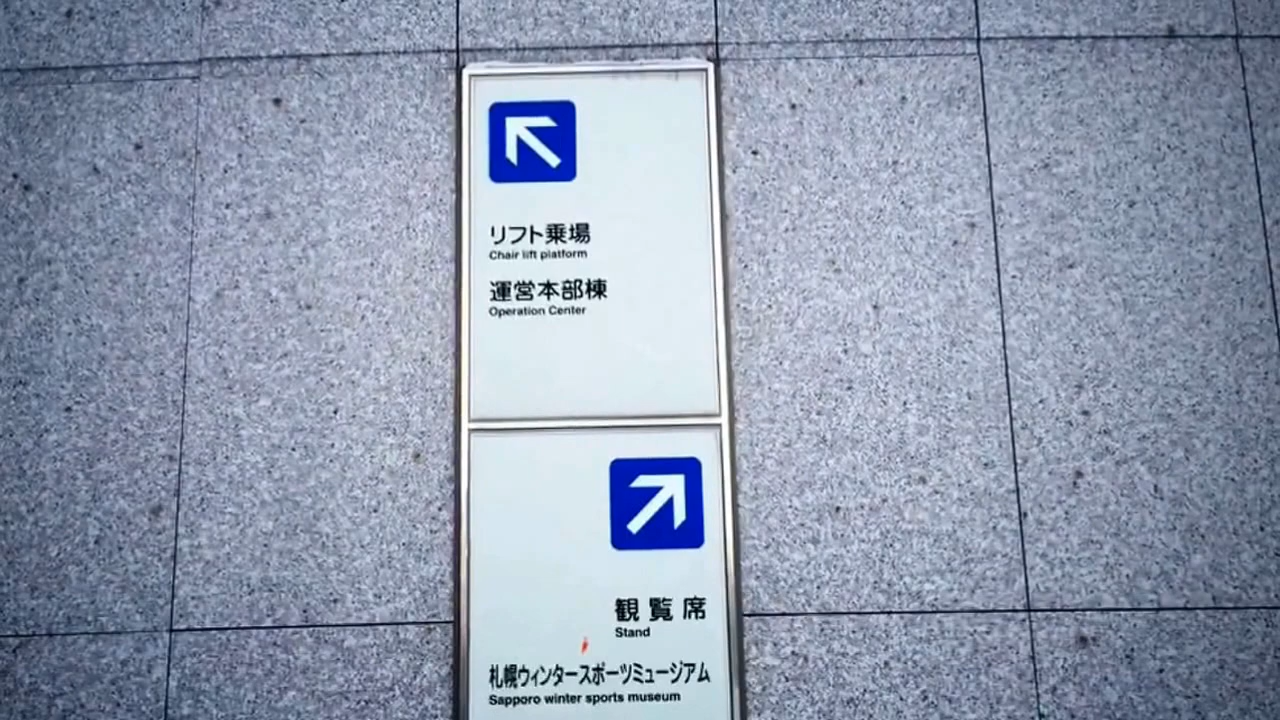 リフト乗場
Chair lift platform
運営本部棟
Operation Center
観覧席
Stand
札幌ウィンタースポーツミュージアム
Sapporo winter sports museum